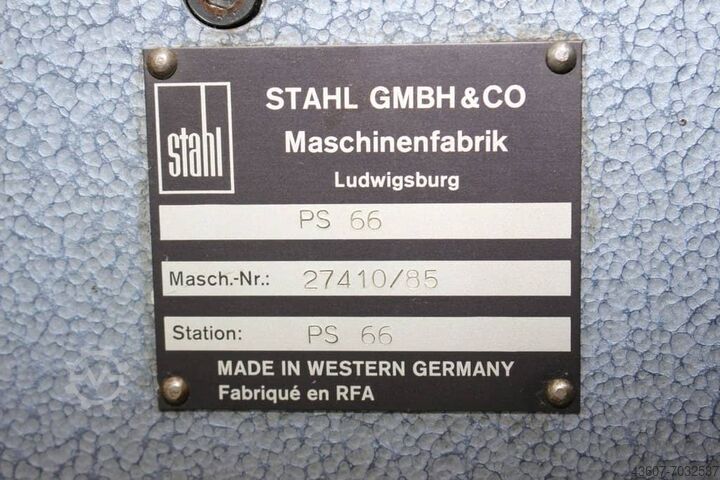 stahl
STAHL GMBH & CO
Maschinenfabrik
Ludwigsburg
PS 66
Masch.-Nr.: 27410/85
Station: PS 66
MADE IN WESTERN GERMANY
Fabriqué en RFA
43607-7032537